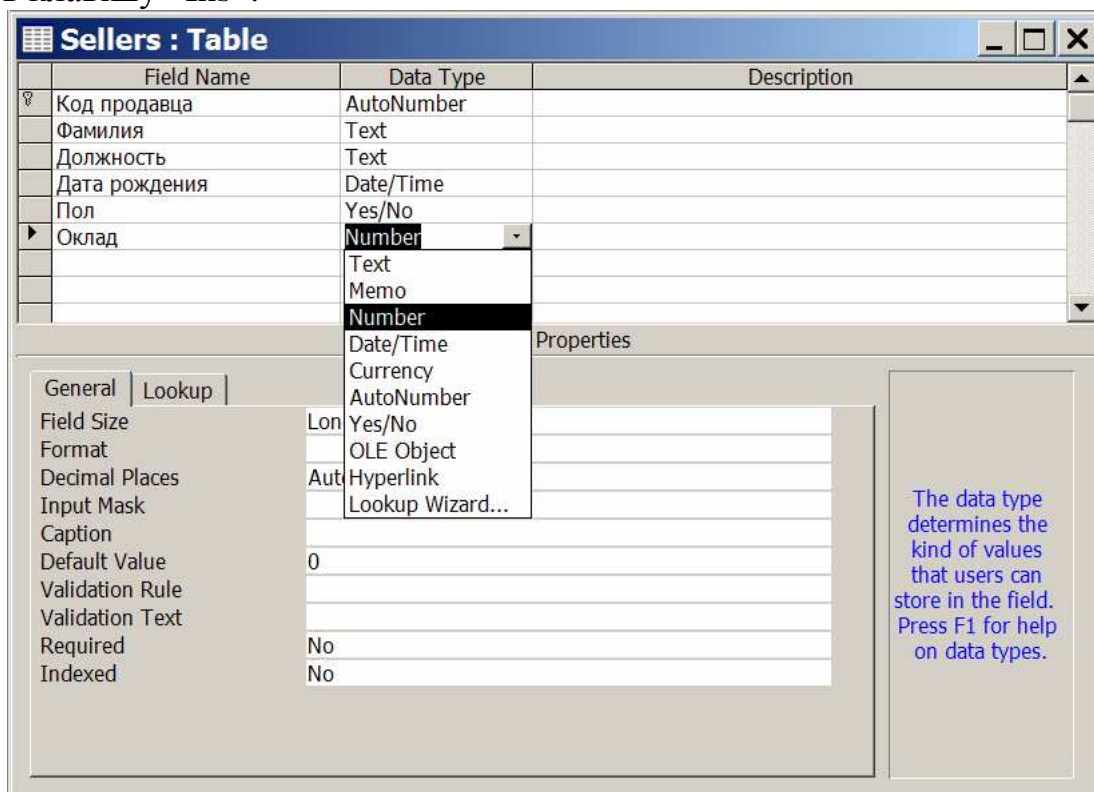 Sellers : Table
Field Name Data Type Description
Код продавца AutoNumber
Фамилия Text
Должность Text
Дата рождения Date/Time
Пол Yes/No
Оклад Number
Text
Memo
Number
Date/Time
Currency
AutoNumber
Yes/No
OLE Object
Hyperlink
Lookup Wizard...
Properties
General Lookup
Field Size Lon
Format
Decimal Places Aut
Input Mask
Caption
Default Value 0
Validation Rule
Validation Text
Required No
Indexed No
The data type
determines the
kind of values
that users can
store in the field.
Press F1 for help
on data types.